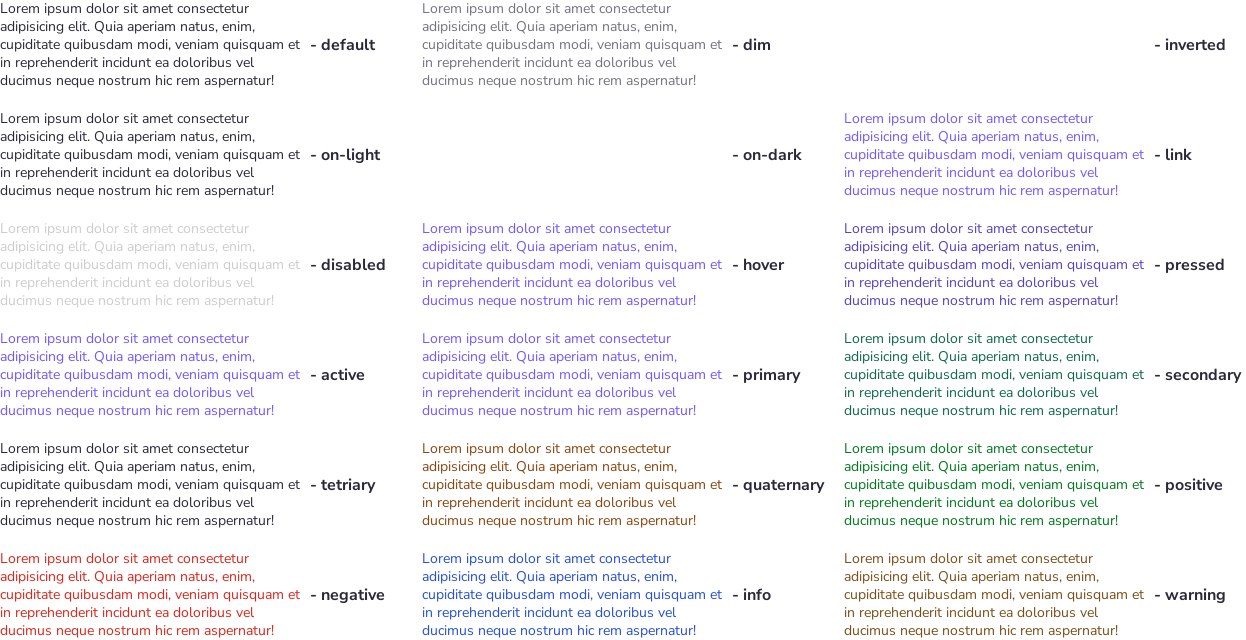 Lorem ipsum dolor sit amet consectetur
adipisicing elit. Quia aperiam natus, enim,
cupiditate quibusdam modi, veniam quisquam et
in reprehenderit incidunt ea doloribus vel
ducimus neque nostrum hic rem aspernatur!
- default
Lorem ipsum dolor sit amet consectetur
adipisicing elit. Quia aperiam natus, enim,
cupiditate quibusdam modi, veniam quisquam et
in reprehenderit incidunt ea doloribus vel
ducimus neque nostrum hic rem aspernatur!
- dim
- inverted
Lorem ipsum dolor sit amet consectetur
adipisicing elit. Quia aperiam natus, enim,
cupiditate quibusdam modi, veniam quisquam et
in reprehenderit incidunt ea doloribus vel
ducimus neque nostrum hic rem aspernatur!
- on-light
- on-dark
Lorem ipsum dolor sit amet consectetur
adipisicing elit. Quia aperiam natus, enim,
cupiditate quibusdam modi, veniam quisquam et
in reprehenderit incidunt ea doloribus vel
ducimus neque nostrum hic rem aspernatur!
- link
Lorem ipsum dolor sit amet consectetur
adipisicing elit. Quia aperiam natus, enim,
cupiditate quibusdam modi, veniam quisquam et
in reprehenderit incidunt ea doloribus vel
ducimus neque nostrum hic rem aspernatur!
- disabled
Lorem ipsum dolor sit amet consectetur
adipisicing elit. Quia aperiam natus, enim,
cupiditate quibusdam modi, veniam quisquam et
in reprehenderit incidunt ea doloribus vel
ducimus neque nostrum hic rem aspernatur!
- hover
Lorem ipsum dolor sit amet consectetur
adipisicing elit. Quia aperiam natus, enim,
cupiditate quibusdam modi, veniam quisquam et
in reprehenderit incidunt ea doloribus vel
ducimus neque nostrum hic rem aspernatur!
- pressed
Lorem ipsum dolor sit amet consectetur
adipisicing elit. Quia aperiam natus, enim,
cupiditate quibusdam modi, veniam quisquam et
in reprehenderit incidunt ea doloribus vel
ducimus neque nostrum hic rem aspernatur!
- active
Lorem ipsum dolor sit amet consectetur
adipisicing elit. Quia aperiam natus, enim,
cupiditate quibusdam modi, veniam quisquam et
in reprehenderit incidunt ea doloribus vel
ducimus neque nostrum hic rem aspernatur!
- primary
Lorem ipsum dolor sit amet consectetur
adipisicing elit. Quia aperiam natus, enim,
cupiditate quibusdam modi, veniam quisquam et
in reprehenderit incidunt ea doloribus vel
ducimus neque nostrum hic rem aspernatur!
- secondary
Lorem ipsum dolor sit amet consectetur
adipisicing elit. Quia aperiam natus, enim,
cupiditate quibusdam modi, veniam quisquam et
in reprehenderit incidunt ea doloribus vel
ducimus neque nostrum hic rem aspernatur!
- tetriary
Lorem ipsum dolor sit amet consectetur
adipisicing elit. Quia aperiam natus, enim,
cupiditate quibusdam modi, veniam quisquam et
in reprehenderit incidunt ea doloribus vel
ducimus neque nostrum hic rem aspernatur!
- quaternary
Lorem ipsum dolor sit amet consectetur
adipisicing elit. Quia aperiam natus, enim,
cupiditate quibusdam modi, veniam quisquam et
in reprehenderit incidunt ea doloribus vel
ducimus neque nostrum hic rem aspernatur!
- positive
Lorem ipsum dolor sit amet consectetur
adipisicing elit. Quia aperiam natus, enim,
cupiditate quibusdam modi, veniam quisquam et
in reprehenderit incidunt ea doloribus vel
ducimus neque nostrum hic rem aspernatur!
- negative
Lorem ipsum dolor sit amet consectetur
adipisicing elit. Quia aperiam natus, enim,
cupiditate quibusdam modi, veniam quisquam et
in reprehenderit incidunt ea doloribus vel
ducimus neque nostrum hic rem aspernatur!
- info
Lorem ipsum dolor sit amet consectetur
adipisicing elit. Quia aperiam natus, enim,
cupiditate quibusdam modi, veniam quisquam et
in reprehenderit incidunt ea doloribus vel
ducimus neque nostrum hic rem aspernatur!
- warning